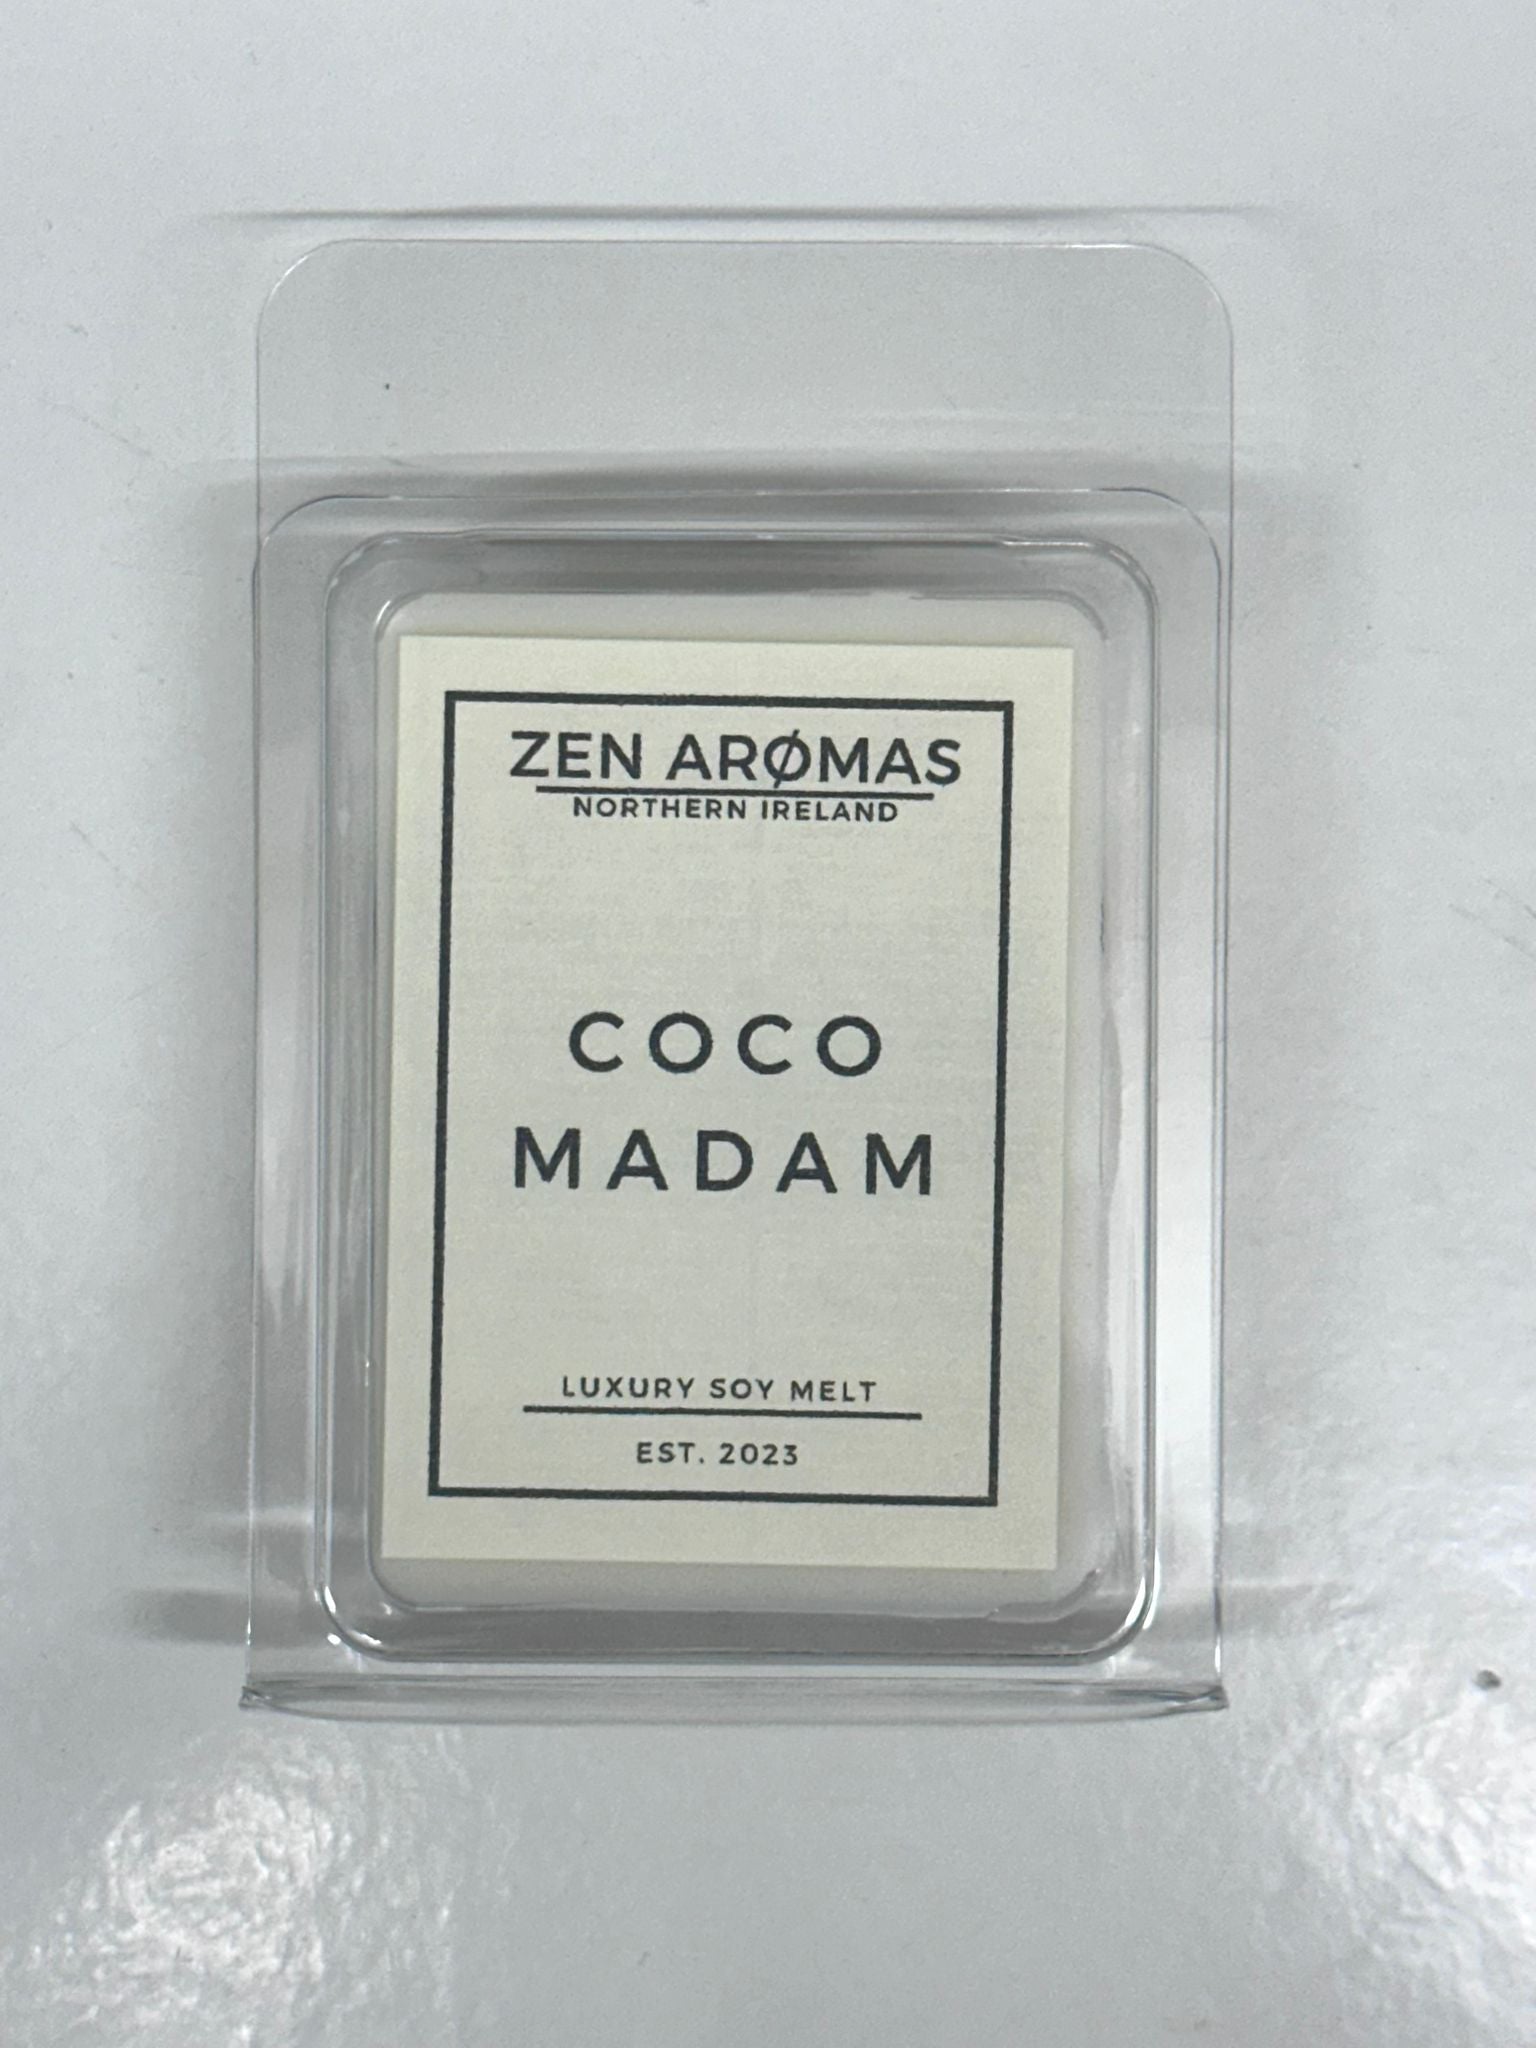 ZEN ARØMAS
NORTHERN IRELAND
COCO
MADAM
LUXURY SOY MELT
EST. 2023